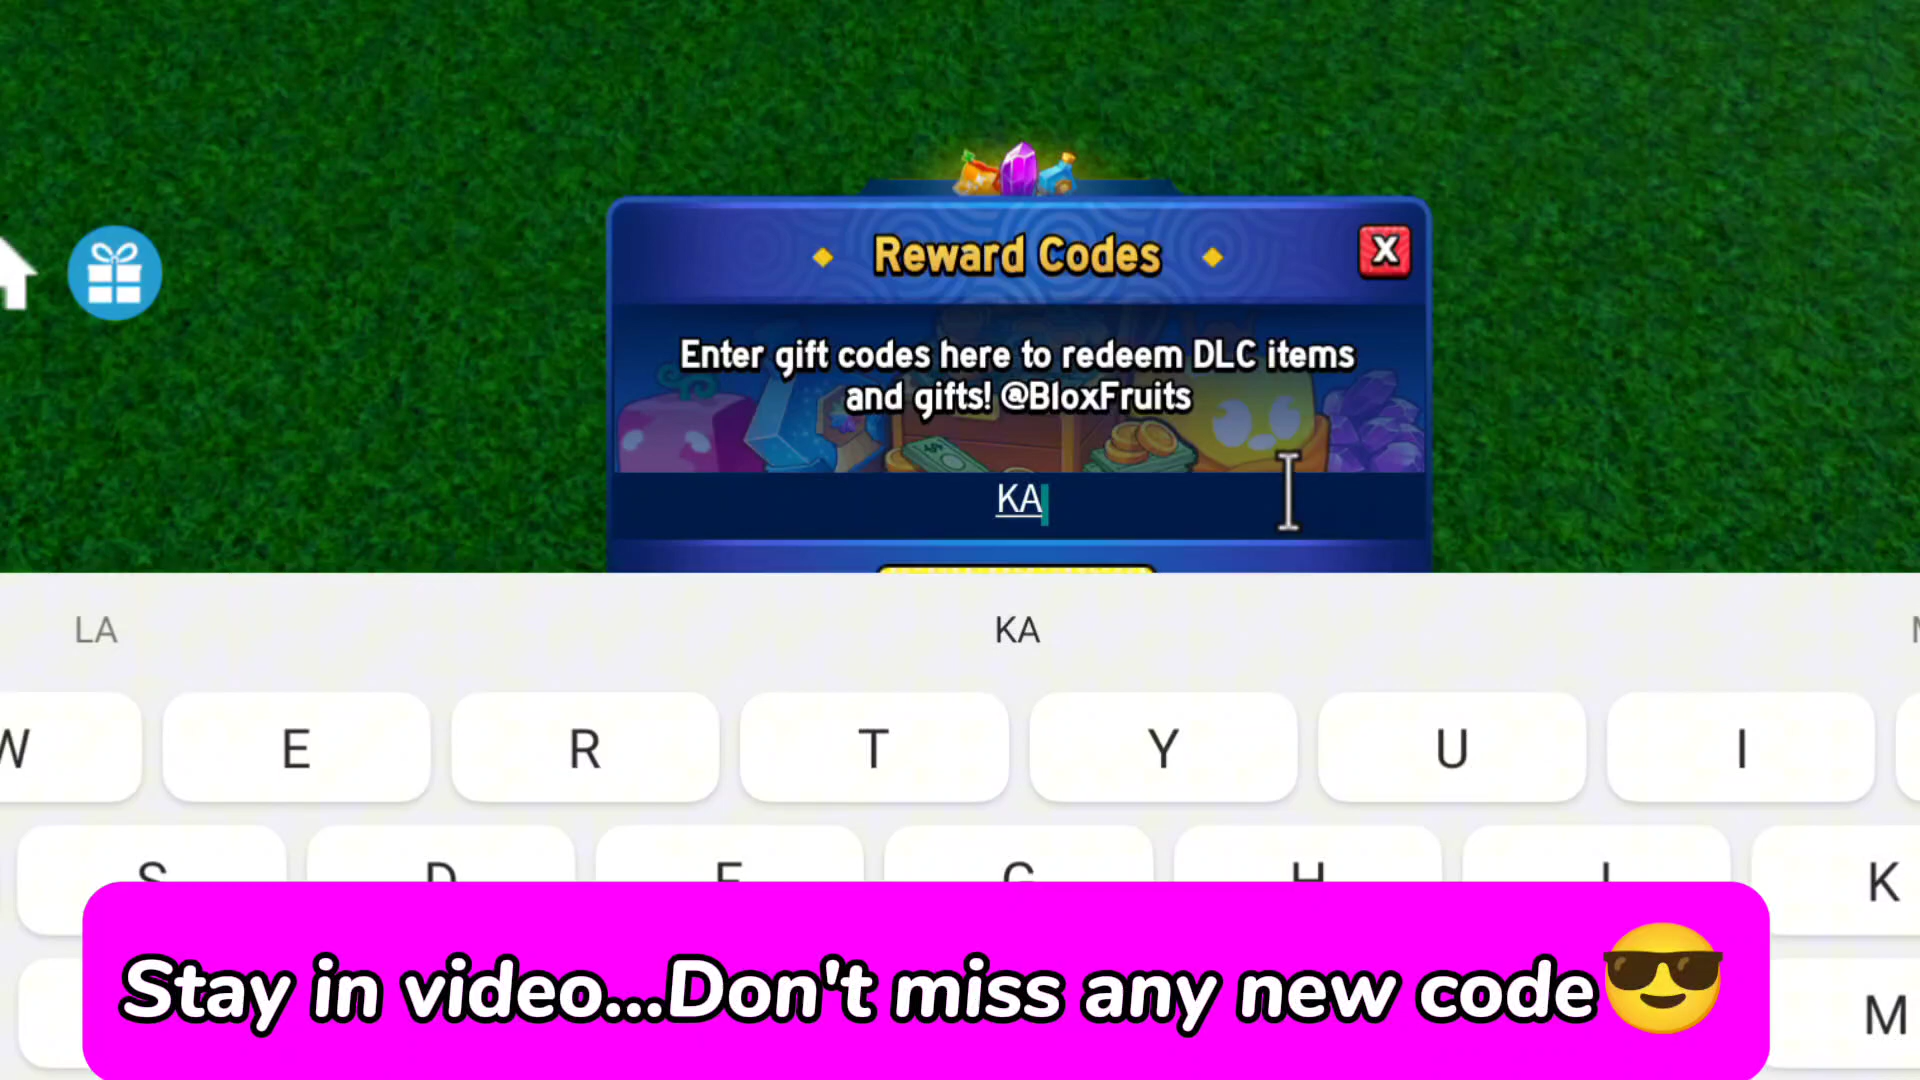 Reward Codes
X
Enter gift codes here to redeem DLC items
and gifts! @BloxFruits
KA
LA KA
W E R T Y U I
S D F G H J K
M
Stay in video...Don't miss any new code